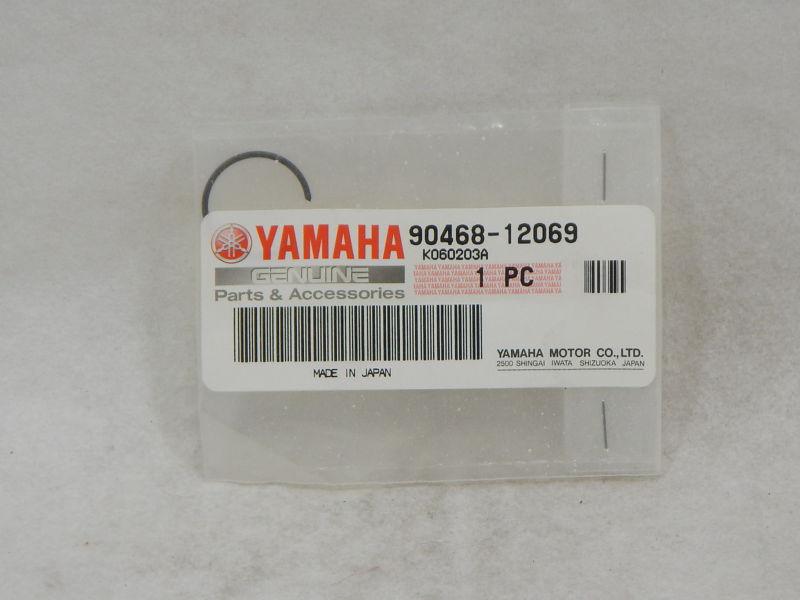 YAMAHA 90468-12069
K060203A
GENUINE
1 PC
Parts & Accessories
YAMAHA MOTOR CO.,LTD.
2500 SHINGAI IWATA SHIZUOKA JAPAN
MADE IN JAPAN